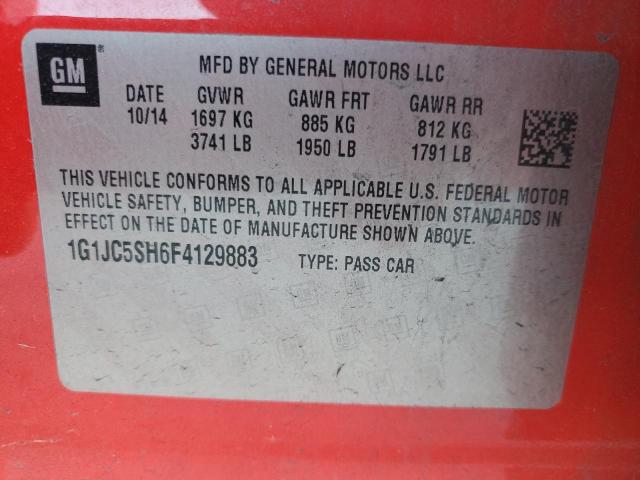 GM ® MFD BY GENERAL MOTORS LLC
DATE GVWR GAWR FRT GAWR RR
10/14 1697 KG 885 KG 812 KG
3741 LB 1950 LB 1791 LB
THIS VEHICLE CONFORMS TO ALL APPLICABLE U.S. FEDERAL MOTOR
VEHICLE SAFETY, BUMPER, AND THEFT PREVENTION STANDARDS IN
EFFECT ON THE DATE OF MANUFACTURE SHOWN ABOVE.
1G1JC5SH6F4129883 TYPE: PASS CAR